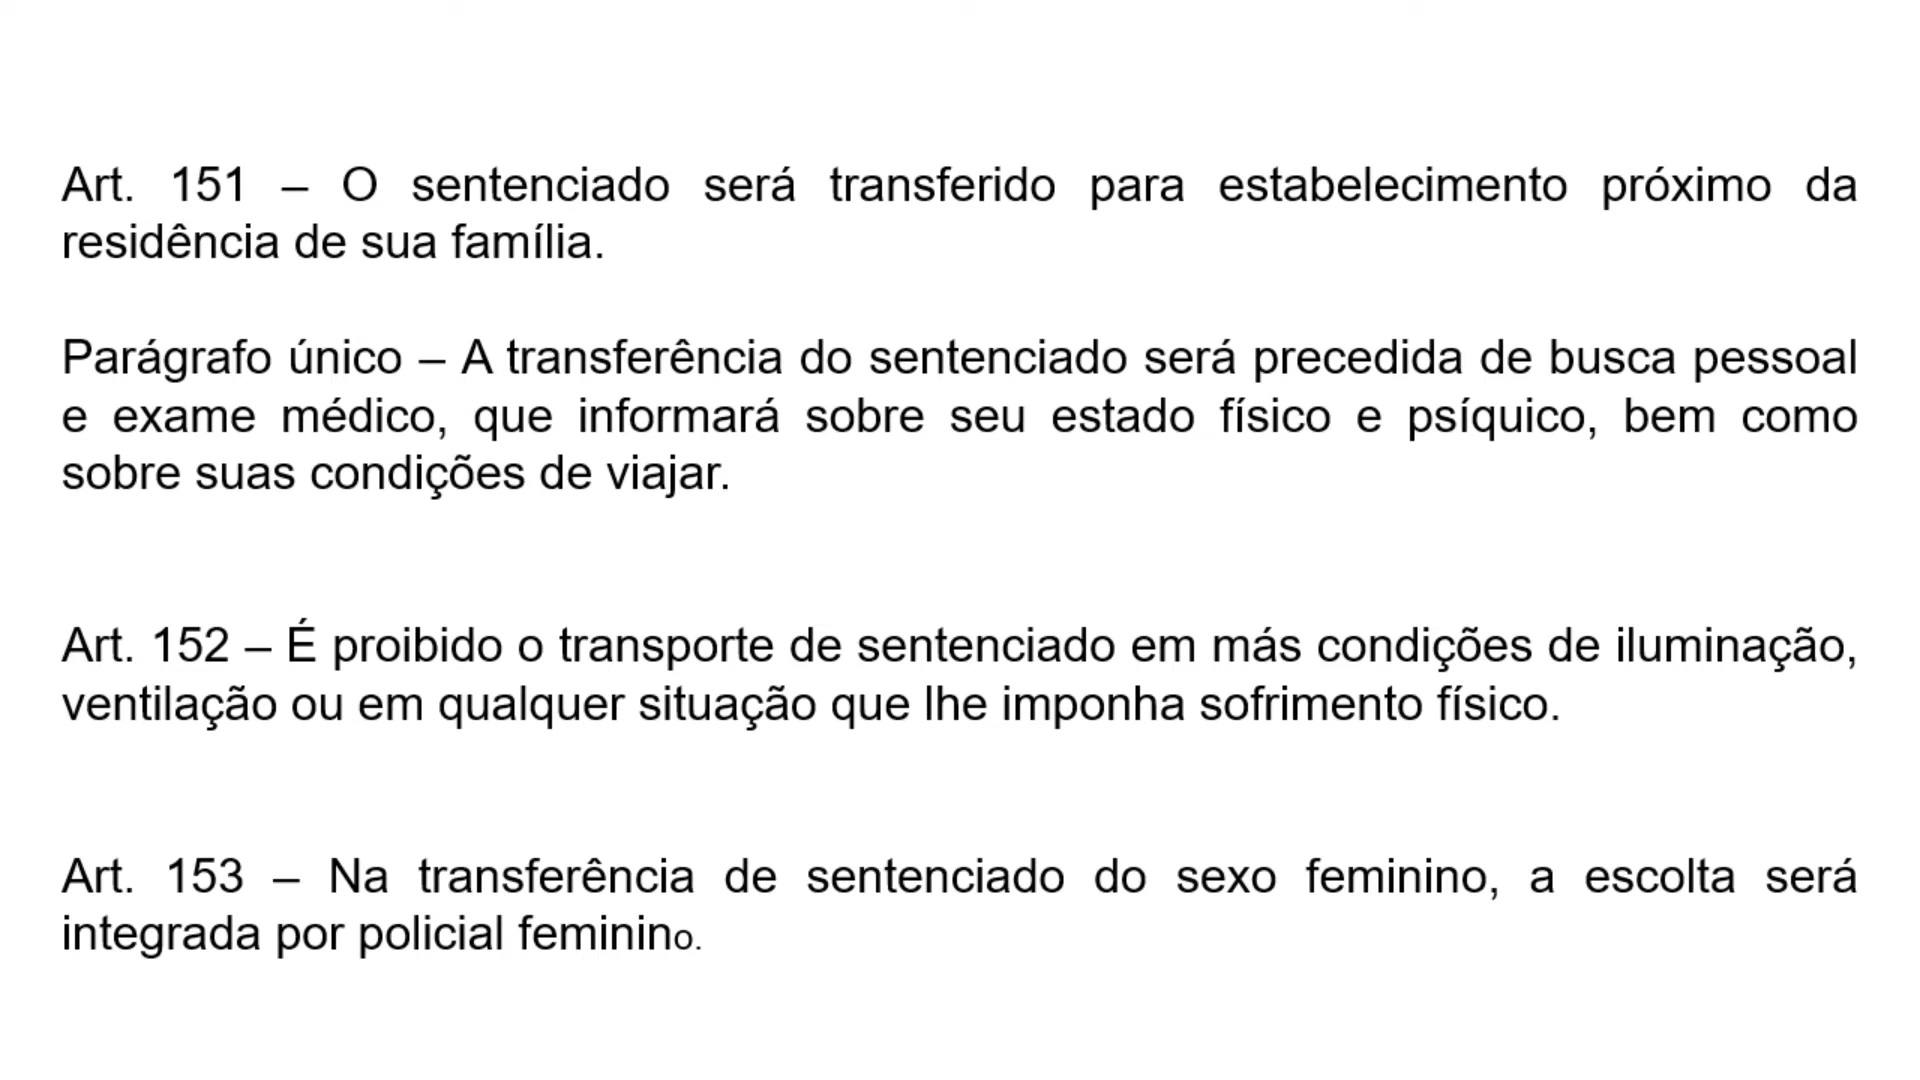 Art. 151 – O sentenciado será transferido para estabelecimento próximo da
residência de sua família.
Parágrafo único – A transferência do sentenciado será precedida de busca pessoal
e exame médico, que informará sobre seu estado físico e psíquico, bem como
sobre suas condições de viajar.
Art. 152 – É proibido o transporte de sentenciado em más condições de iluminação,
ventilação ou em qualquer situação que lhe imponha sofrimento físico.
Art. 153 – Na transferência de sentenciado do sexo feminino, a escolta será
integrada por policial feminino.